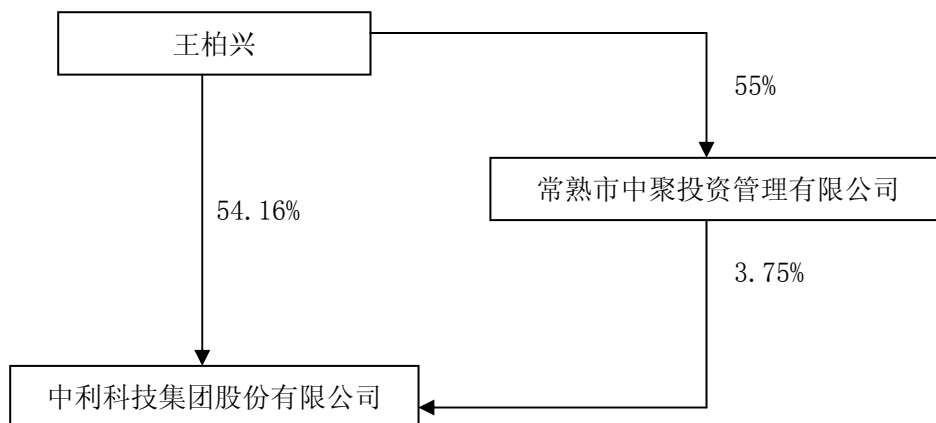 王柏兴
55%
常熟市中聚投资管理有限公司
54.16%
3.75%
中利科技集团股份有限公司